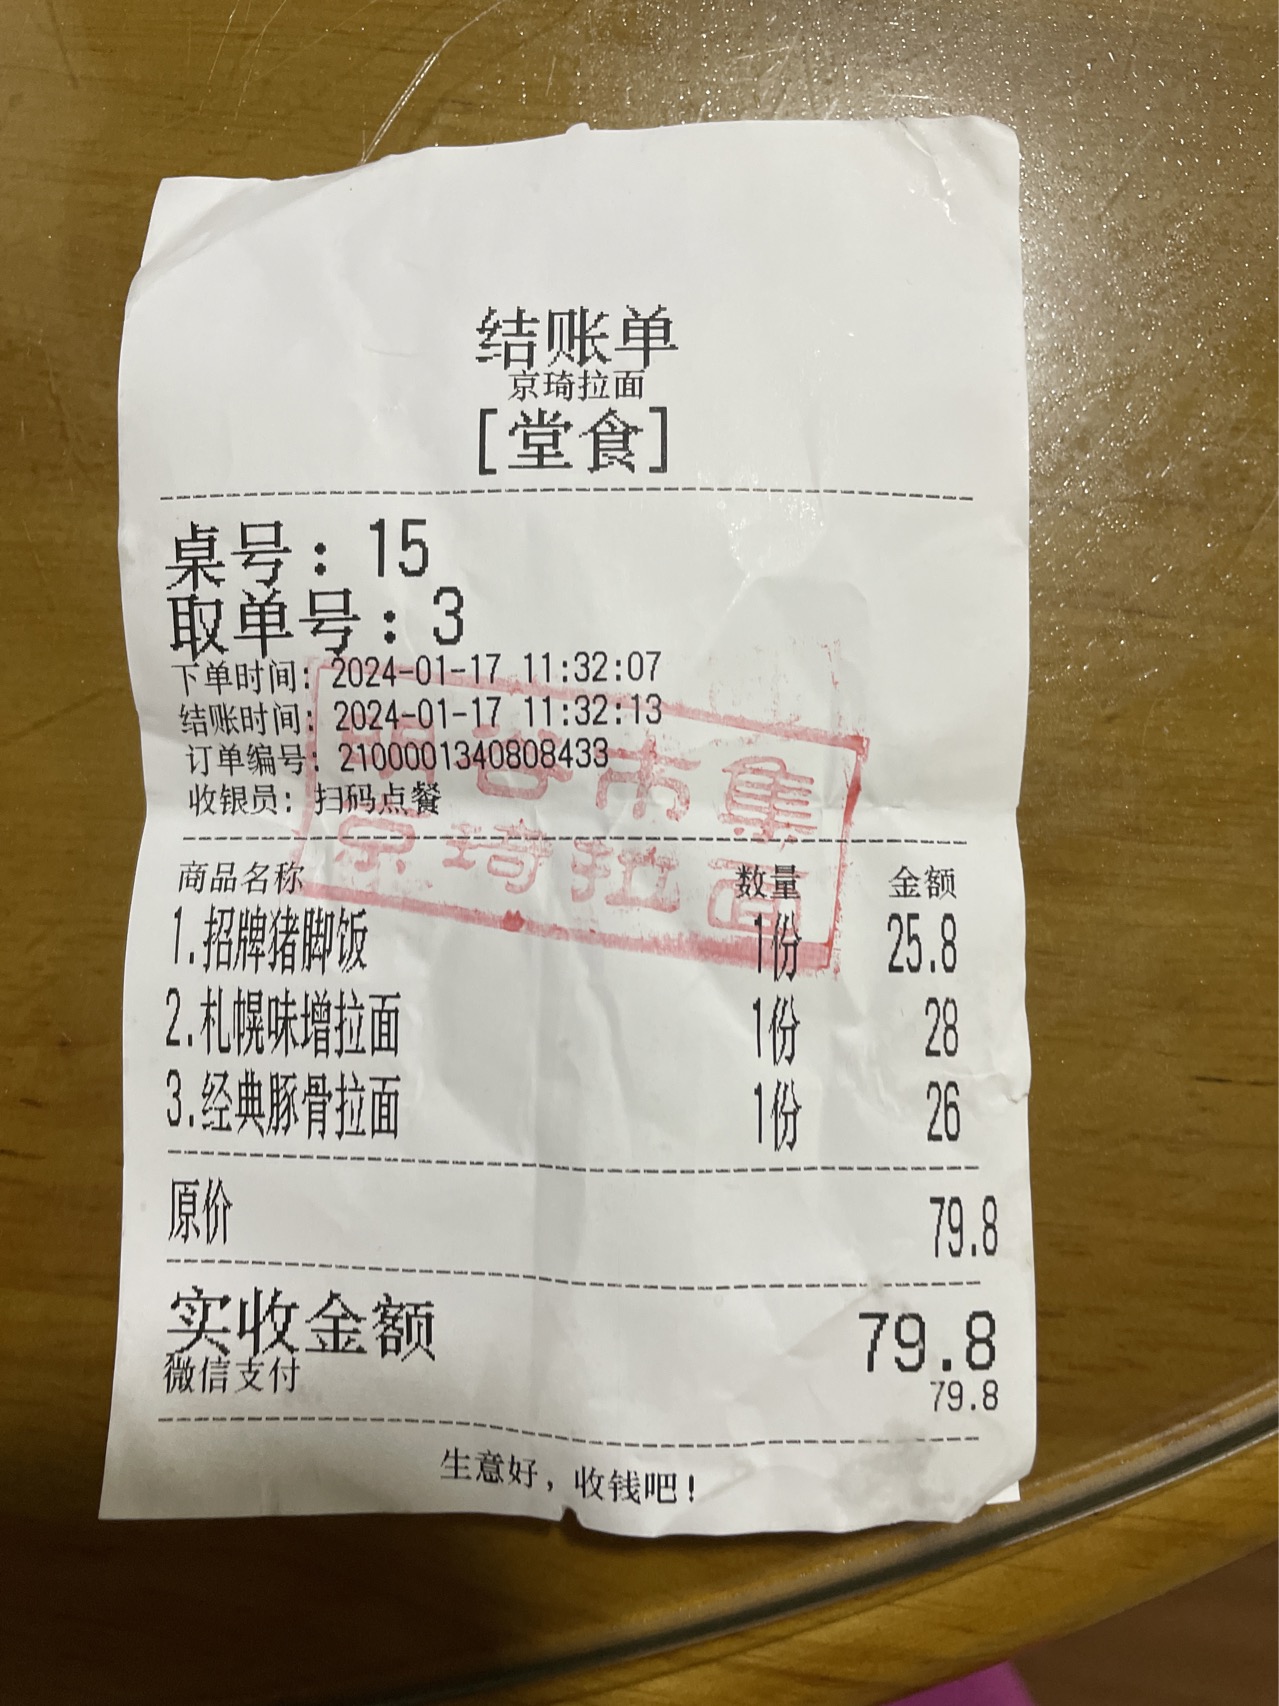 结账单
京琦拉面
[堂食]
桌号：15
取单号：3
下单时间：2024-01-17 11:32:07
结账时间：2024-01-17 11:32:13
订单编号：2100001340808433
收银员：扫码点餐
谷市集
京琦拉面
商品名称 数量 金额
1.招牌猪脚饭 1份 25.8
2.札幌味增拉面 1份 28
3.经典豚骨拉面 1份 26
原价 79.8
实收金额 79.8
微信支付 79.8
生意好，收钱吧！